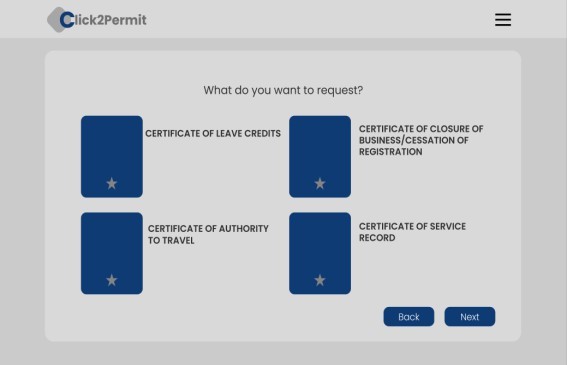 Click2Permit
What do you want to request?
CERTIFICATE OF LEAVE CREDITS
CERTIFICATE OF CLOSURE OF
BUSINESS/CESSATION OF
REGISTRATION
CERTIFICATE OF AUTHORITY
TO TRAVEL
CERTIFICATE OF SERVICE
RECORD
Back
Next